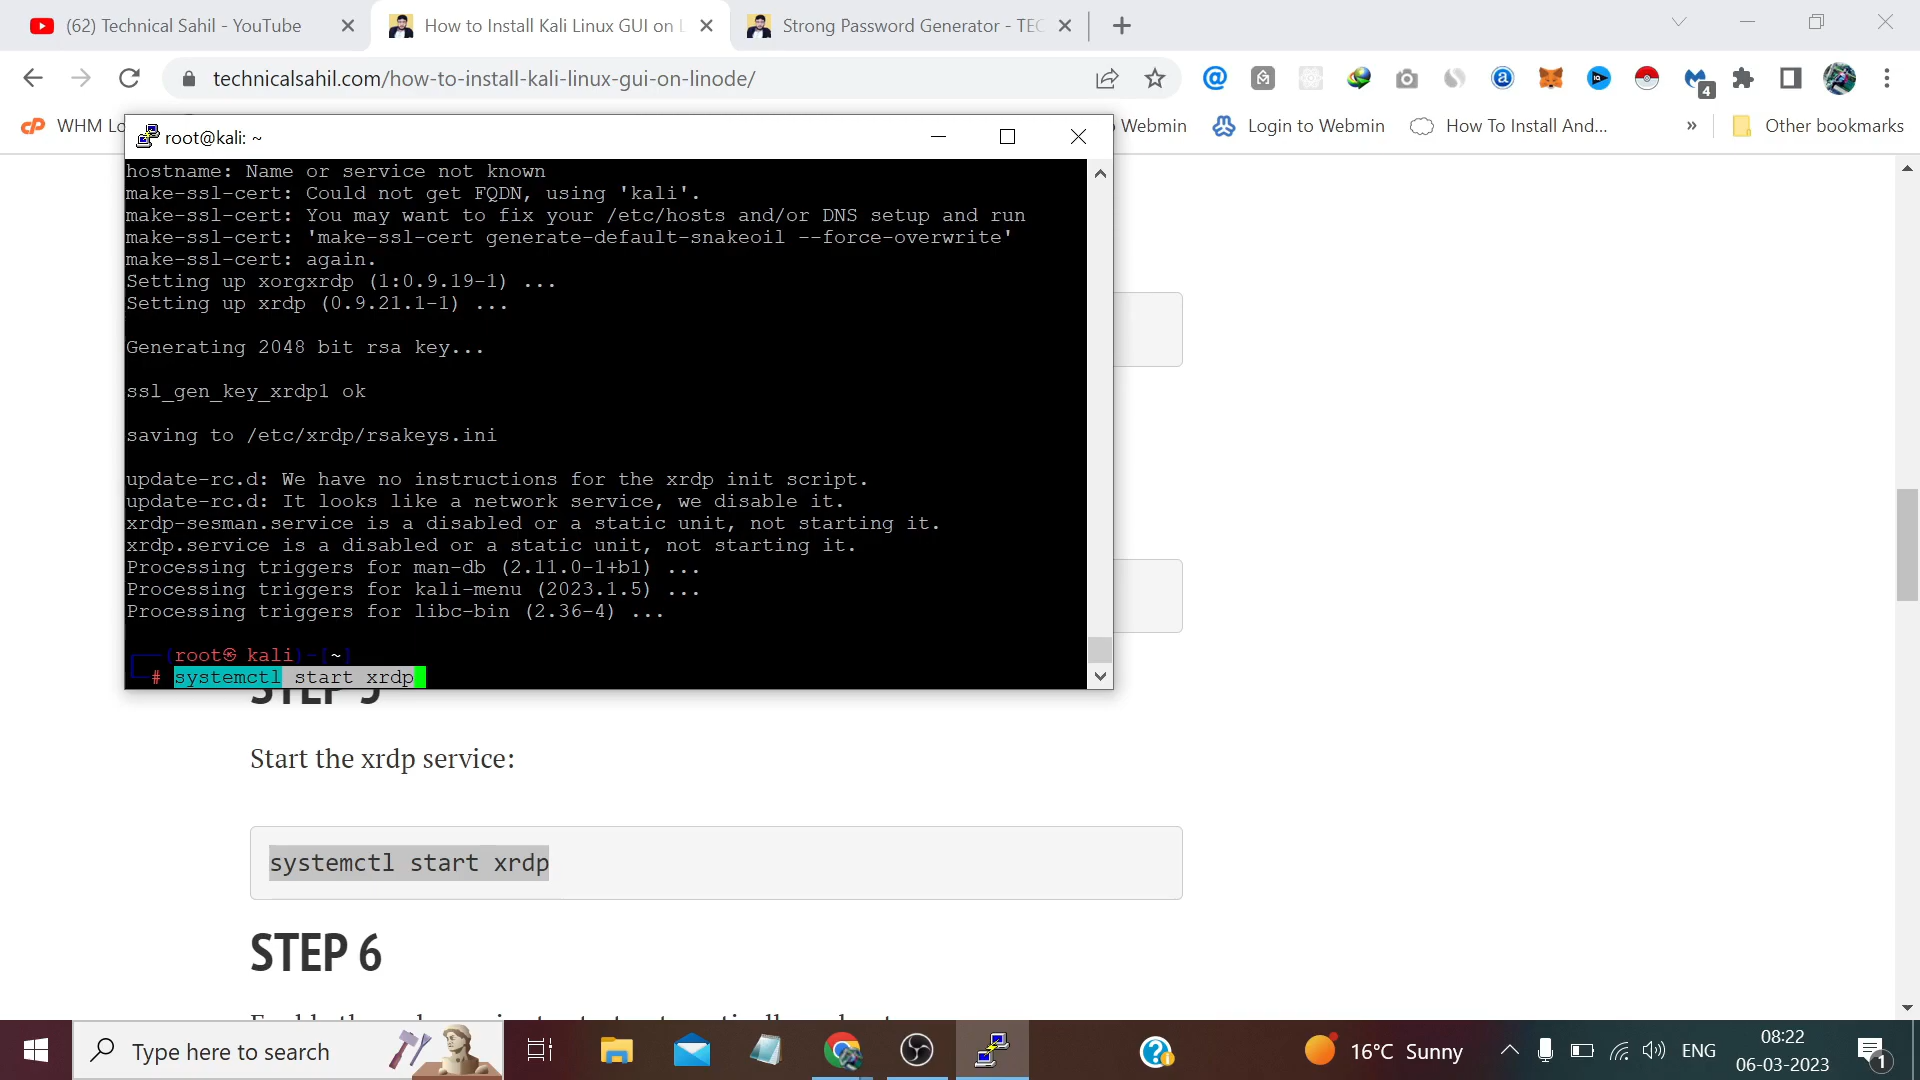 (62) Technical Sahil - YouTube
How to Install Kali Linux GUI on L
Strong Password Generator - TEC
technicalsahil.com/how-to-install-kali-linux-gui-on-linode/
4
cP WHM Lo
Webmin
Login to Webmin
How To Install And...
»
Other bookmarks
root@kali: ~
hostname: Name or service not known
make-ssl-cert: Could not get FQDN, using 'kali'.
make-ssl-cert: You may want to fix your /etc/hosts and/or DNS setup and run
make-ssl-cert: 'make-ssl-cert generate-default-snakeoil --force-overwrite'
make-ssl-cert: again.
Setting up xorgxrdp (1:0.9.19-1) ...
Setting up xrdp (0.9.21.1-1) ...
Generating 2048 bit rsa key...
ssl_gen_key_xrdp1 ok
saving to /etc/xrdp/rsakeys.ini
update-rc.d: We have no instructions for the xrdp init script.
update-rc.d: It looks like a network service, we disable it.
xrdp-sesman.service is a disabled or a static unit, not starting it.
xrdp.service is a disabled or a static unit, not starting it.
Processing triggers for man-db (2.11.0-1+b1) ...
Processing triggers for kali-menu (2023.1.5) ...
Processing triggers for libc-bin (2.36-4) ...
┌──(root㉿ kali)-[~]
└─# systemctl start xrdp
STEP 5
Start the xrdp service:
systemctl start xrdp
STEP 6
Type here to search
16°C Sunny
ENG
08:22
06-03-2023
1